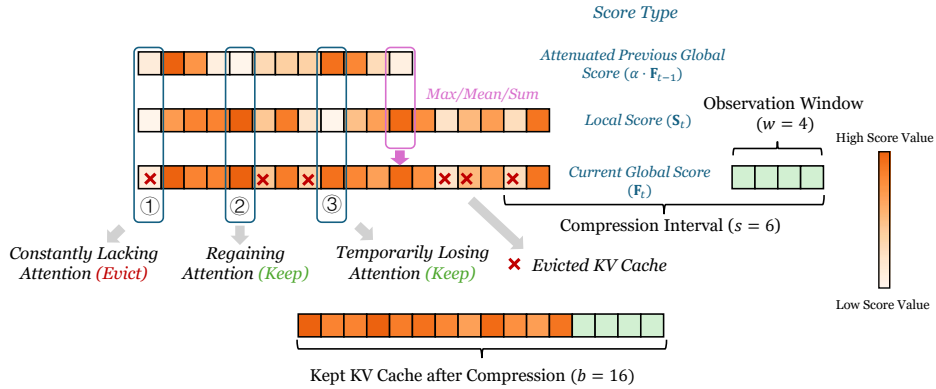 Score Type
Attenuated Previous Global
Score (α · F_{t−1})
Max/Mean/Sum
Local Score (S_t)
Observation Window
(w = 4)
High Score Value
Current Global Score
(F_t)
① ② ③
Compression Interval (s = 6)
Constantly Lacking
Attention (Evict)
Regaining
Attention (Keep)
Temporarily Losing
Attention (Keep)
Evicted KV Cache
Low Score Value
Kept KV Cache after Compression (b = 16)